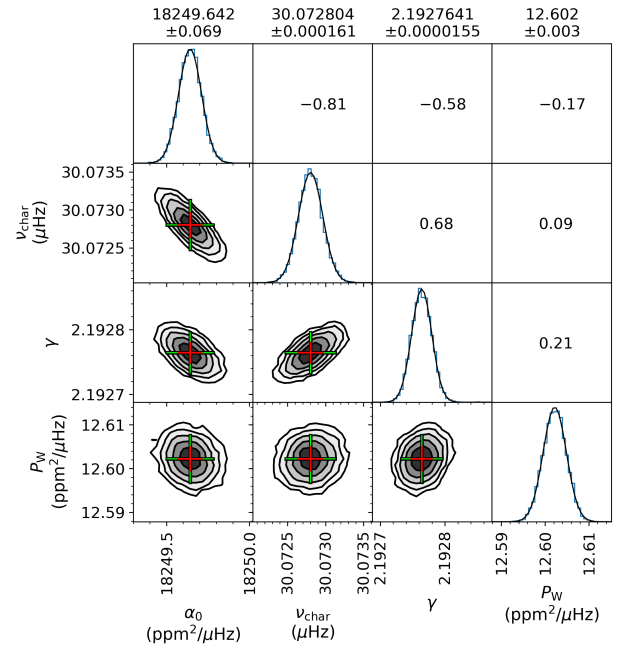 18249.642 30.072804 2.1927641 12.602
±0.069 ±0.000161 ±0.0000155 ±0.003
−0.81 −0.58 −0.17
30.0735
30.0730
30.0725
ν_char
(μHz)
0.68 0.09
2.1928
2.1927
γ
0.21
12.61
12.60
12.59
P_W
(ppm²/μHz)
18249.5 18250.0 30.0725 30.0730 30.0735 2.1927 2.1928 12.59 12.60 12.61
α₀ ν_char γ P_W
(ppm²/μHz) (μHz) (ppm²/μHz)